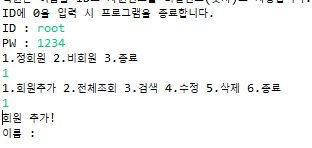 ID에 0을 입력 시 프로그램을 종료합니다.
ID : root
PW : 1234
1.정회원 2.비회원 3.종료
1
1.회원추가 2.전체조회 3.검색 4.수정 5.삭제 6.종료
1
회원 추가!
이름 :